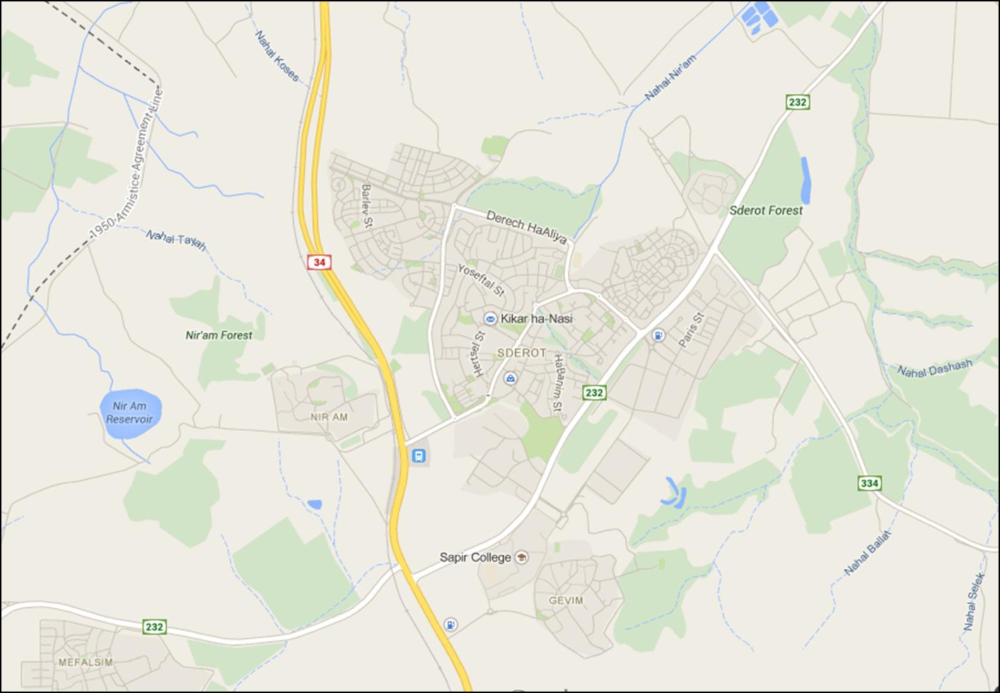 Nahal Koses
Nahal Nir'am
232
1950 Armistice Agreement Line
Barlev St
Sderot Forest
Derech HaAliya
Nahal Tayah
34
Yoseftal St
Kikar ha-Nasi
Paris St
Nir'am Forest
Hertsel St
SDEROT
HaBanim St
Nahal Dashash
232
Nir Am
Reservoir
NIR AM
334
Nahal Ballat
Sapir College
GEVIM
Nahal Selek
232
MEFALSIM